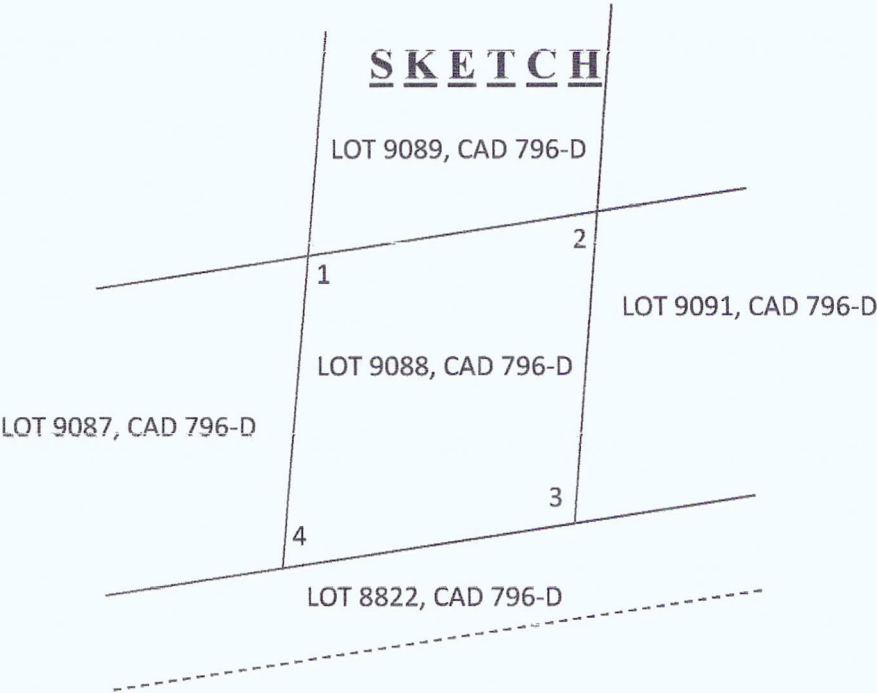 SKETCH
LOT 9089, CAD 796-D
2
1
LOT 9091, CAD 796-D
LOT 9088, CAD 796-D
LOT 9087, CAD 796-D
3
4
LOT 8822, CAD 796-D